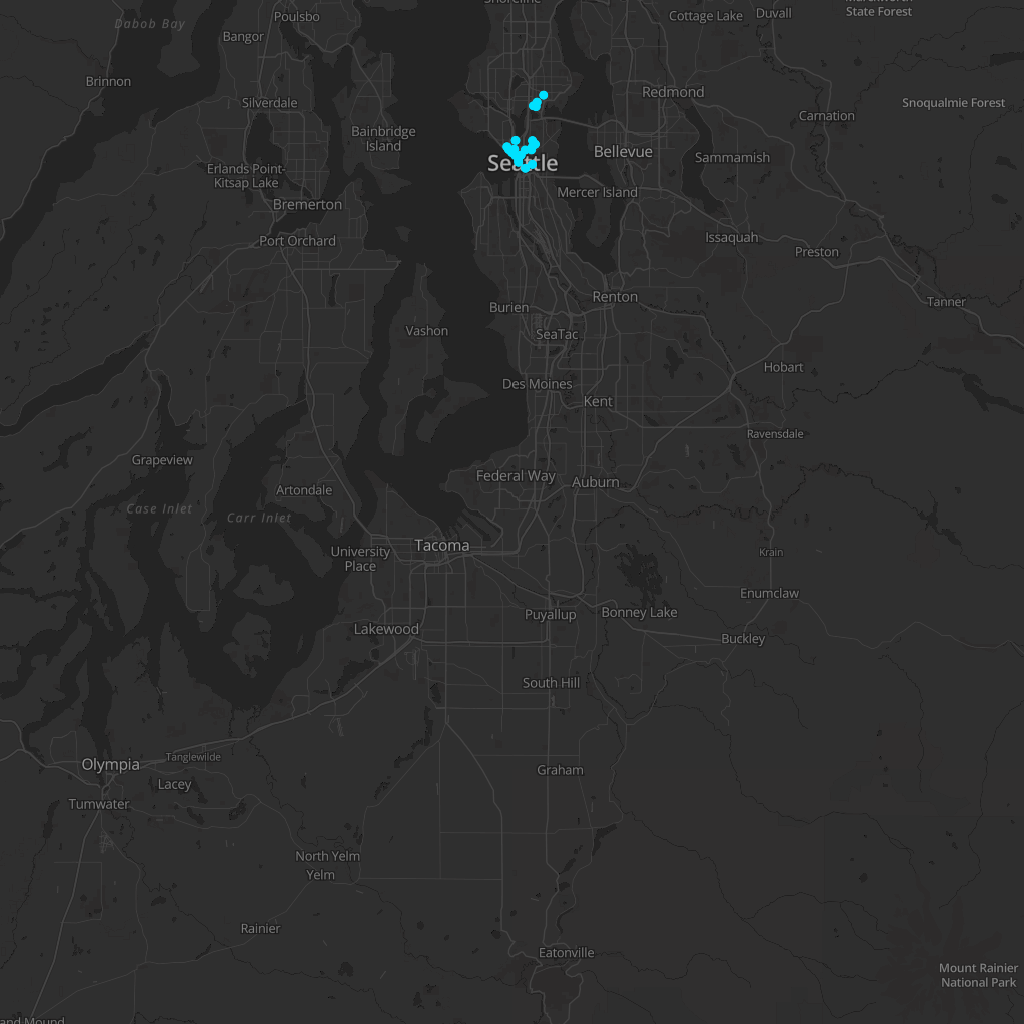 Shoreline
Cottage Lake
Duvall
State Forest
Poulsbo
Dabob Bay
Bangor
Brinnon
Silverdale
Redmond
Snoqualmie Forest
Carnation
Bainbridge
Island
Bellevue
Sammamish
Seattle
Erlands Point-
Kitsap Lake
Mercer Island
Bremerton
Port Orchard
Issaquah
Preston
Burien
Renton
Tanner
Vashon
SeaTac
Hobart
Des Moines
Kent
Ravensdale
Grapeview
Federal Way
Auburn
Artondale
Case Inlet
Carr Inlet
Tacoma
University
Place
Krain
Enumclaw
Puyallup
Bonney Lake
Lakewood
Buckley
South Hill
Tanglewilde
Olympia
Graham
Lacey
Tumwater
North Yelm
Yelm
Rainier
Eatonville
Mount Rainier
National Park
and Mound